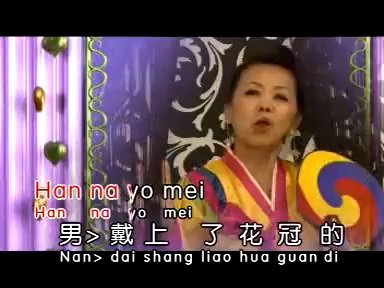 Han na yo mei
Han na yo mei
男> 戴 上 了 花 冠 的
Nan> dai shang liao hua guan di